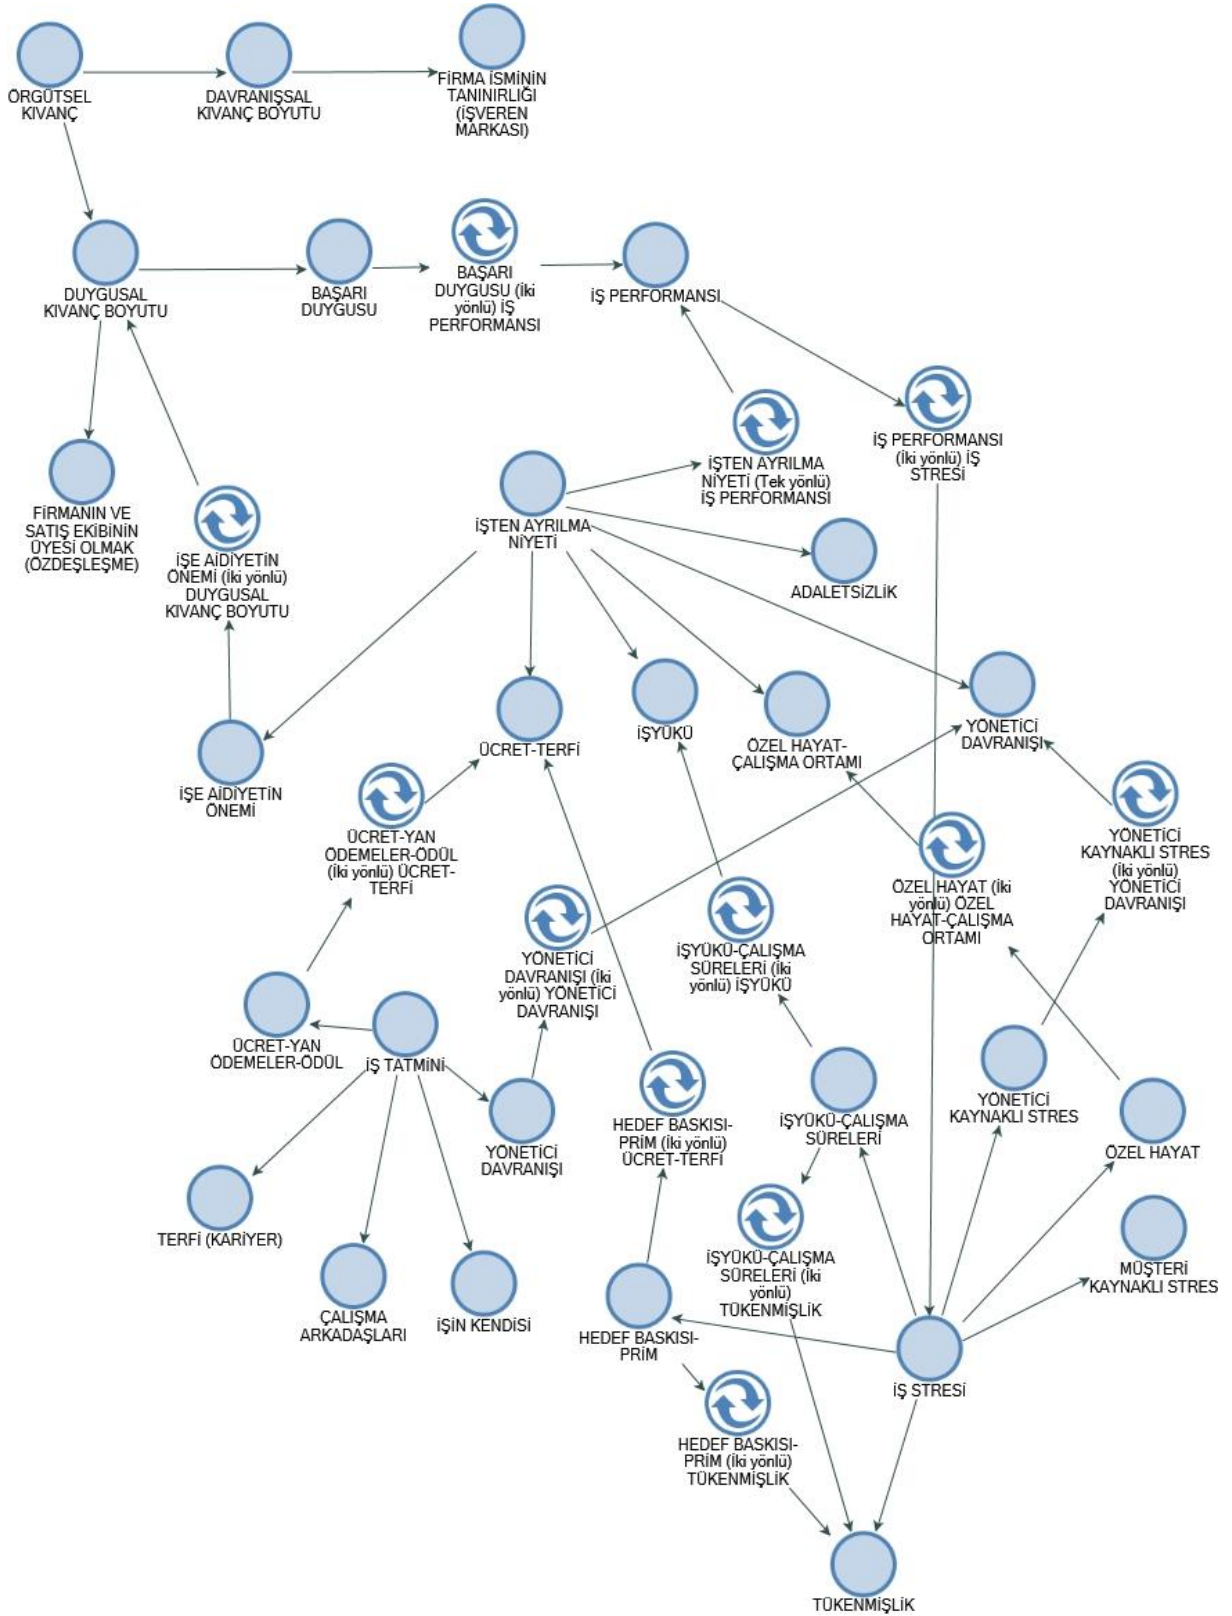 ÖRGÜTSEL
KIVANÇ
DAVRANIŞSAL
KIVANÇ BOYUTU
FİRMA İSMİNİN
TANINIRLIĞI
(İŞVEREN
MARKASI)
DUYGUSAL
KIVANÇ BOYUTU
BAŞARI
DUYGUSU
BAŞARI
DUYGUSU (İki
yönlü) İŞ
PERFORMANSI
İŞ PERFORMANSI
İŞ PERFORMANSI
(İki yönlü) İŞ
STRESİ
İŞTEN AYRILMA
NİYETİ (Tek yönlü)
İŞ PERFORMANSI
FİRMANIN VE
SATIŞ EKİBİNİN
ÜYESİ OLMAK
(ÖZDEŞLEŞME)
İŞE AİDİYETİN
ÖNEMİ (İki yönlü)
DUYGUSAL
KIVANÇ BOYUTU
İŞTEN AYRILMA
NİYETİ
ADALETSİZLİK
İŞE AİDİYETİN
ÖNEMİ
ÜCRET-TERFİ
İŞYÜKÜ
ÖZEL HAYAT-
ÇALIŞMA ORTAMI
YÖNETİCİ
DAVRANIŞI
ÜCRET-YAN
ÖDEMELER-ÖDÜL
(İki yönlü) ÜCRET-
TERFİ
YÖNETİCİ
DAVRANIŞI (İki
yönlü) YÖNETİCİ
DAVRANIŞI
İŞYÜKÜ-ÇALIŞMA
SÜRELERİ (İki
yönlü) İŞYÜKÜ
ÖZEL HAYAT (İki
yönlü) ÖZEL
HAYAT-ÇALIŞMA
ORTAMI
YÖNETİCİ
KAYNAKLI STRES
(İki yönlü)
YÖNETİCİ
DAVRANIŞI
ÜCRET-YAN
ÖDEMELER-ÖDÜL
İŞ TATMİNİ
YÖNETİCİ
DAVRANIŞI
HEDEF BASKISI-
PRİM (İki yönlü)
ÜCRET-TERFİ
İŞYÜKÜ-ÇALIŞMA
SÜRELERİ
YÖNETİCİ
KAYNAKLI STRES
ÖZEL HAYAT
TERFİ (KARİYER)
ÇALIŞMA
ARKADAŞLARI
İŞİN KENDİSİ
HEDEF BASKISI-
PRİM
İŞYÜKÜ-ÇALIŞMA
SÜRELERİ (İki
yönlü)
TÜKENMİŞLİK
MÜŞTERİ
KAYNAKLI STRES
İŞ STRESİ
HEDEF BASKISI-
PRİM (İki yönlü)
TÜKENMİŞLİK
TÜKENMİŞLİK